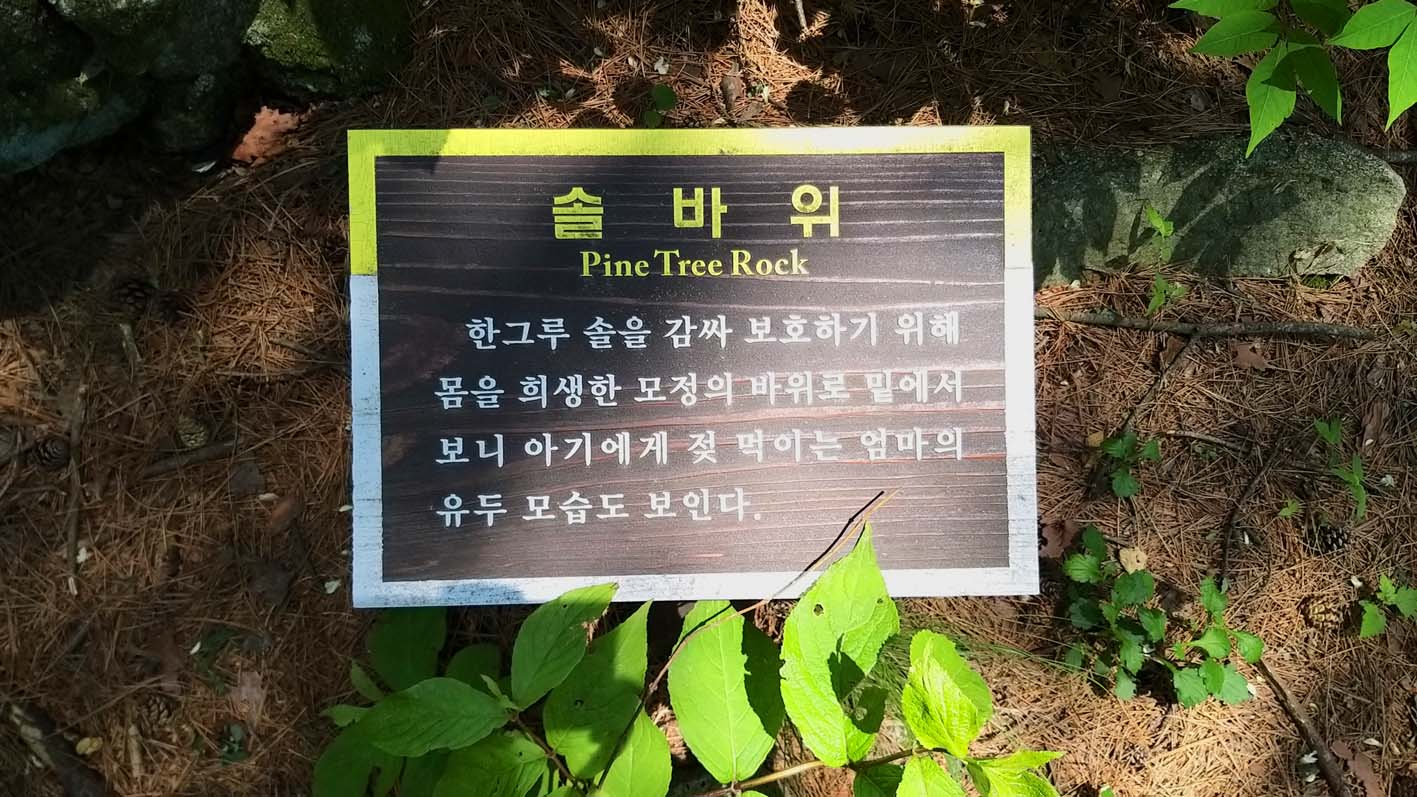 솔 바 위
Pine Tree Rock
한그루 솔을 감싸 보호하기 위해
몸을 희생한 모정의 바위로 밑에서
보니 아기에게 젖 먹이는 엄마의
유두 모습도 보인다.